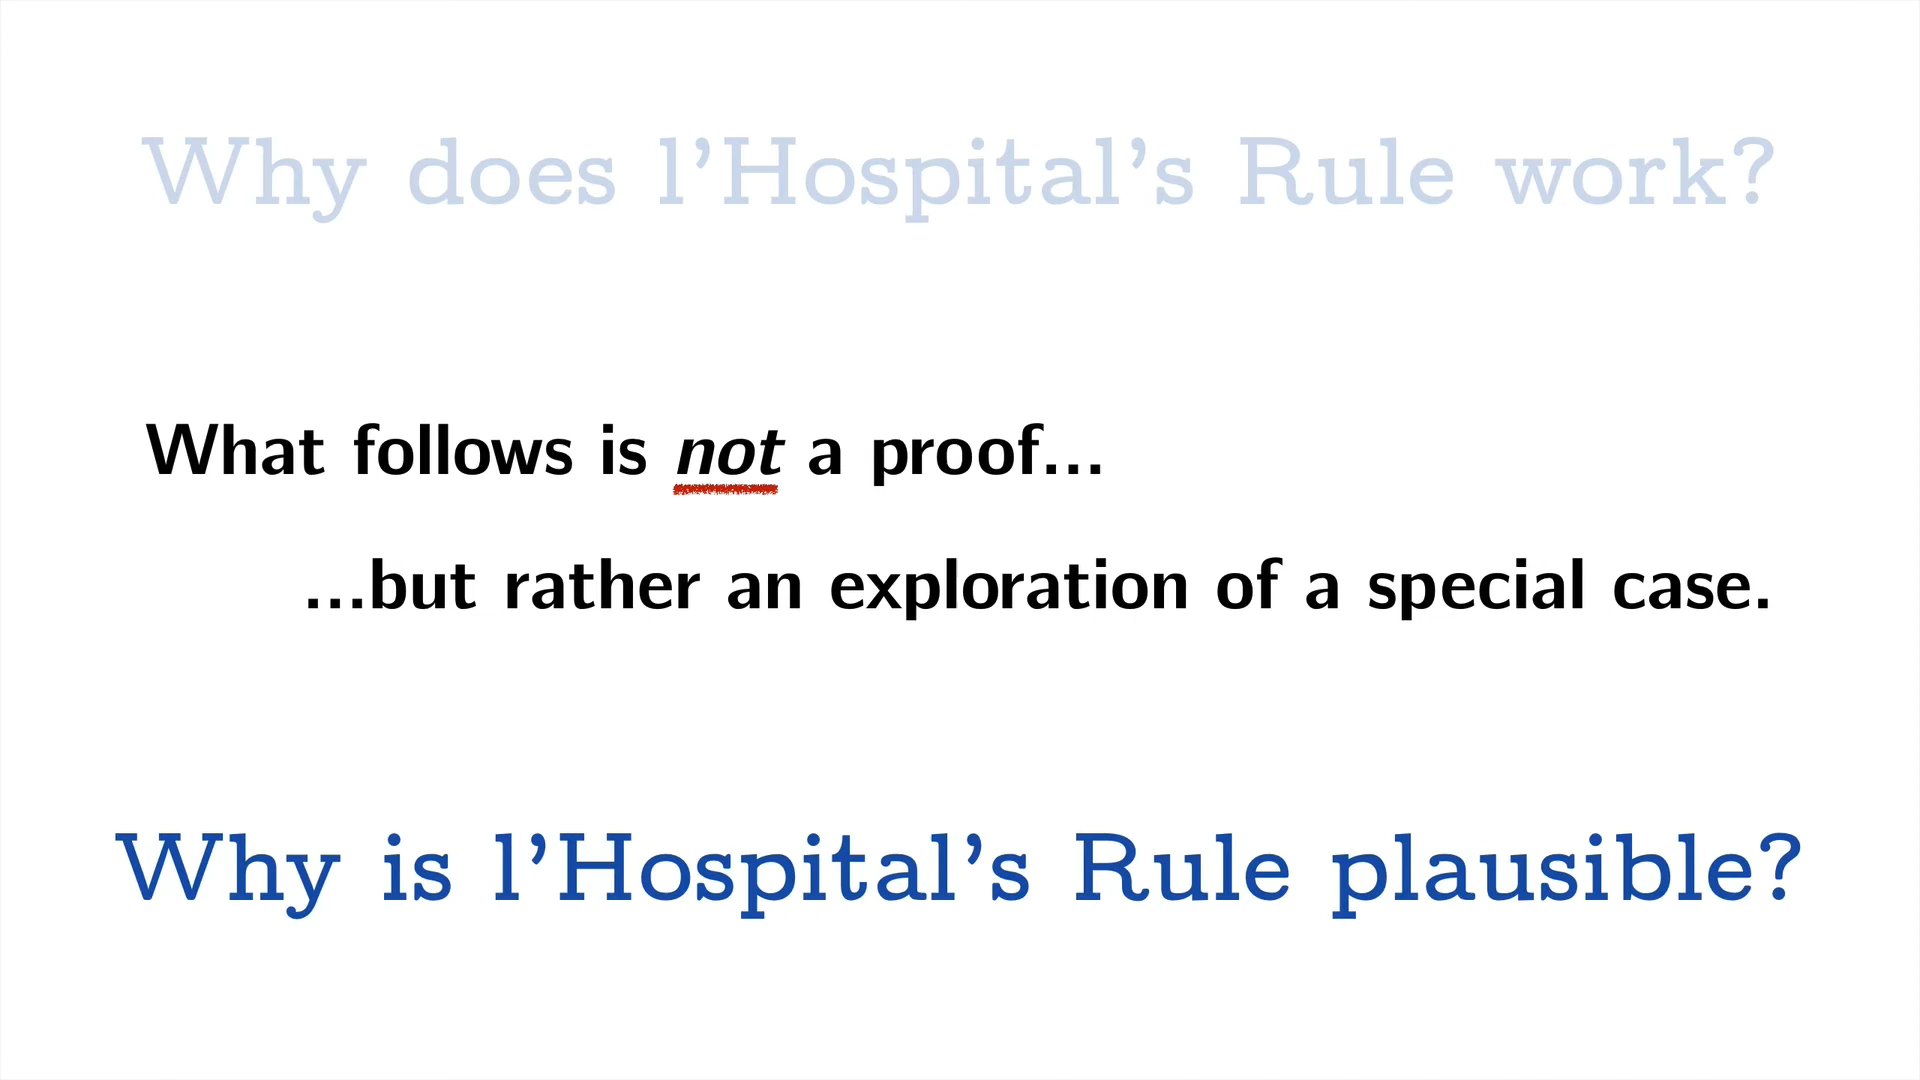 Why does l’Hospital’s Rule work?
What follows is not a proof...
...but rather an exploration of a special case.
Why is l’Hospital’s Rule plausible?